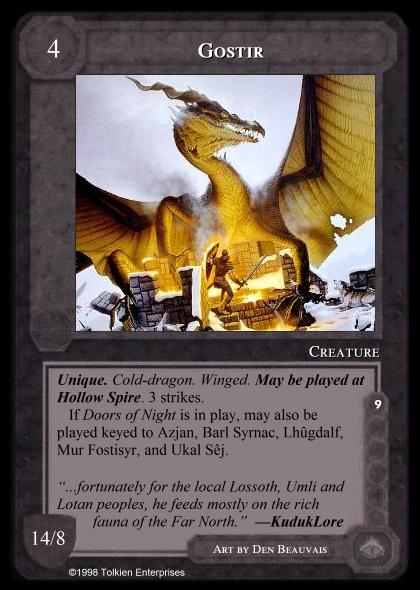 4
GOSTIR
CREATURE
Unique. Cold-dragon. Winged. May be played at
Hollow Spire. 3 strikes.
If Doors of Night is in play, may also be
played keyed to Azjan, Barl Syrnac, Lhûgdalf,
Mur Fostisyr, and Ukal Sêj.
9
“...fortunately for the local Lossoth, Umli and
Lotan peoples, he feeds mostly on the rich
fauna of the Far North.” —KudukLore
14/8
ART BY DEN BEAUVAIS
©1998 Tolkien Enterprises